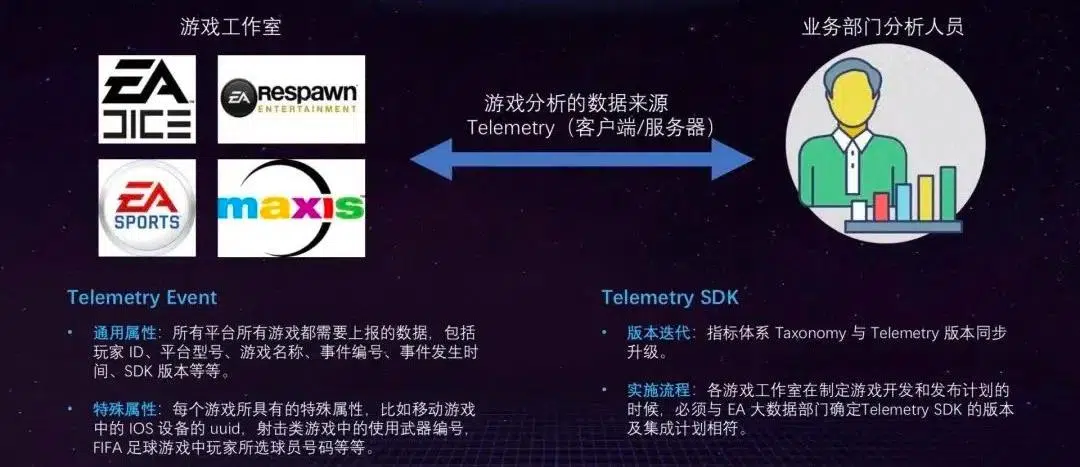 游戏工作室
业务部门分析人员
EA
DICE
EA
RESPAWN
ENTERTAINMENT
EA
SPORTS
maxis
游戏分析的数据来源
Telemetry（客户端/服务器）
Telemetry Event
• 通用属性：所有平台所有游戏都需要上报的数据，包括
玩家 ID、平台型号、游戏名称、事件编号、事件发生时
间、SDK 版本等等。
• 特殊属性：每个游戏所具有的特殊属性，比如移动游戏
中的 IOS 设备的 uuid，射击类游戏中的使用武器编号，
FIFA 足球游戏中玩家所选球员号码等等。
Telemetry SDK
• 版本迭代：指标体系 Taxonomy 与 Telemetry 版本同步
升级。
• 实施流程：各游戏工作室在制定游戏开发和发布计划的
时候，必须与 EA 大数据部门确定Telemetry SDK 的版本
及集成计划相符。